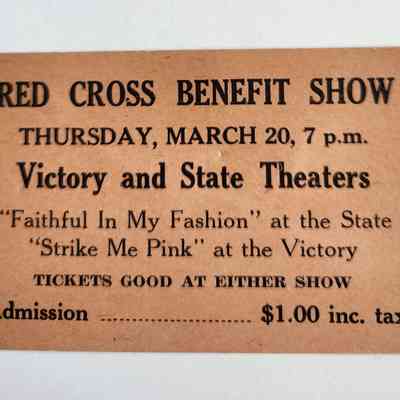 RED CROSS BENEFIT SHOW
THURSDAY, MARCH 20, 7 p.m.
Victory and State Theaters
"Faithful In My Fashion" at the State
"Strike Me Pink" at the Victory
TICKETS GOOD AT EITHER SHOW
Admission .................... $1.00 inc. tax